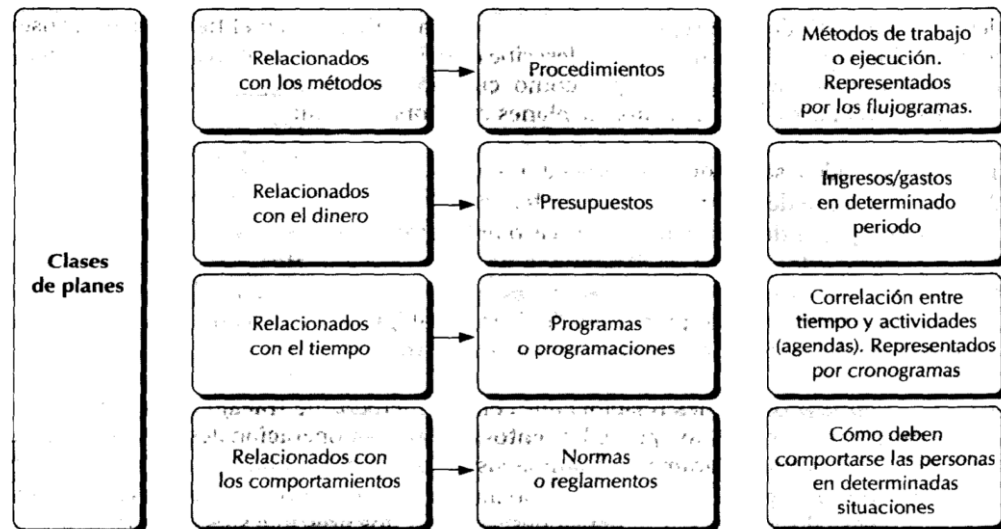 Clases
de planes
Relacionados
con los métodos
Procedimientos
Métodos de trabajo
o ejecución.
Representados
por los flujogramas.
Relacionados
con el dinero
Presupuestos
Ingresos/gastos
en determinado
periodo
Relacionados
con el tiempo
Programas
o programaciones
Correlación entre
tiempo y actividades
(agendas). Representados
por cronogramas
Relacionados con
los comportamientos
Normas
o reglamentos
Cómo deben
comportarse las personas
en determinadas
situaciones